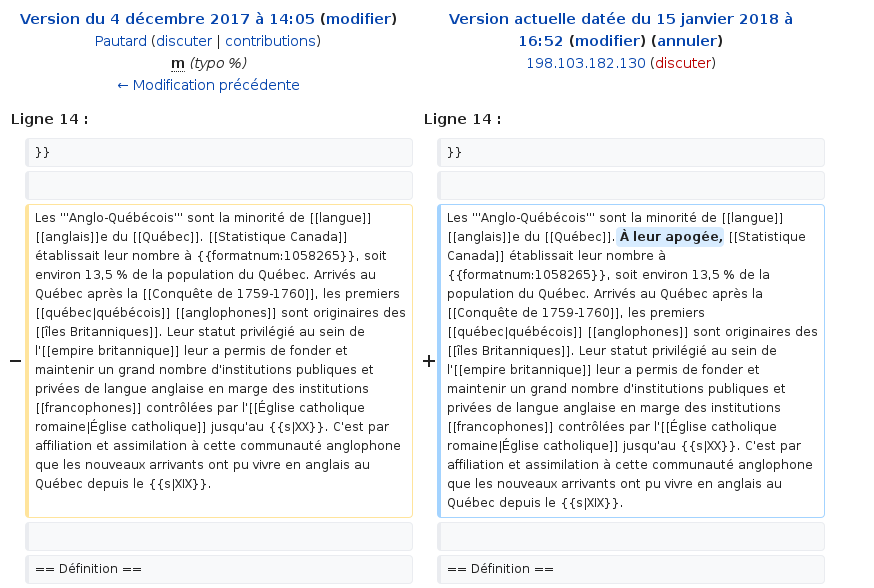 Version du 4 décembre 2017 à 14:05 (modifier)
Pautard (discuter | contributions)
m (typo %)
← Modification précédente
Version actuelle datée du 15 janvier 2018 à
16:52 (modifier) (annuler)
198.103.182.130 (discuter)
Ligne 14 :
Ligne 14 :
}}
}}
−
Les '''Anglo-Québécois''' sont la minorité de [[langue]]
[[anglais]]e du [[Québec]]. [[Statistique Canada]]
établissait leur nombre à {{formatnum:1058265}}, soit
environ 13,5 % de la population du Québec. Arrivés au
Québec après la [[Conquête de 1759-1760]], les premiers
[[québec|québécois]] [[anglophones]] sont originaires des
[[îles Britanniques]]. Leur statut privilégié au sein de
l'[[empire britannique]] leur a permis de fonder et
maintenir un grand nombre d'institutions publiques et
privées de langue anglaise en marge des institutions
[[francophones]] contrôlées par l'[[Église catholique
romaine|Église catholique]] jusqu'au {{s|XX}}. C'est par
affiliation et assimilation à cette communauté anglophone
que les nouveaux arrivants ont pu vivre en anglais au
Québec depuis le {{s|XIX}}.
+
Les '''Anglo-Québécois''' sont la minorité de [[langue]]
[[anglais]]e du [[Québec]]. À leur apogée, [[Statistique
Canada]] établissait leur nombre à
{{formatnum:1058265}}, soit environ 13,5 % de la
population du Québec. Arrivés au Québec après la
[[Conquête de 1759-1760]], les premiers
[[québec|québécois]] [[anglophones]] sont originaires des
[[îles Britanniques]]. Leur statut privilégié au sein de
l'[[empire britannique]] leur a permis de fonder et
maintenir un grand nombre d'institutions publiques et
privées de langue anglaise en marge des institutions
[[francophones]] contrôlées par l'[[Église catholique
romaine|Église catholique]] jusqu'au {{s|XX}}. C'est par
affiliation et assimilation à cette communauté anglophone
que les nouveaux arrivants ont pu vivre en anglais au
Québec depuis le {{s|XIX}}.
== Définition ==
== Définition ==